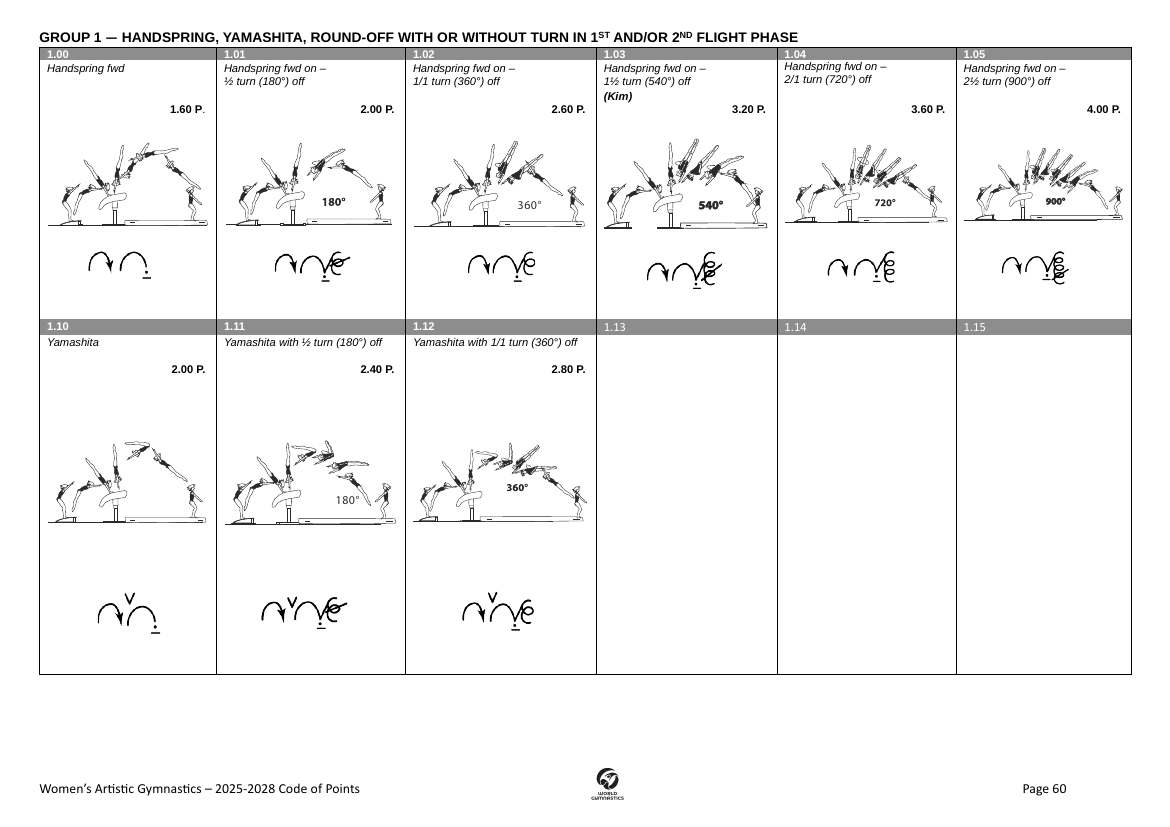 GROUP 1 — HANDSPRING, YAMASHITA, ROUND-OFF WITH OR WITHOUT TURN IN 1ST AND/OR 2ND FLIGHT PHASE
1.00
Handspring fwd
1.60 P.
1.01
Handspring fwd on –
½ turn (180°) off
2.00 P.
180°
1.02
Handspring fwd on –
1/1 turn (360°) off
2.60 P.
360°
1.03
Handspring fwd on –
1½ turn (540°) off
(Kim)
3.20 P.
540°
1.04
Handspring fwd on –
2/1 turn (720°) off
3.60 P.
720°
1.05
Handspring fwd on –
2½ turn (900°) off
4.00 P.
900°
1.10
Yamashita
2.00 P.
1.11
Yamashita with ½ turn (180°) off
2.40 P.
180°
1.12
Yamashita with 1/1 turn (360°) off
2.80 P.
360°
1.13
1.14
1.15
Women's Artistic Gymnastics – 2025-2028 Code of Points
WORLD
GYMNASTICS
Page 60